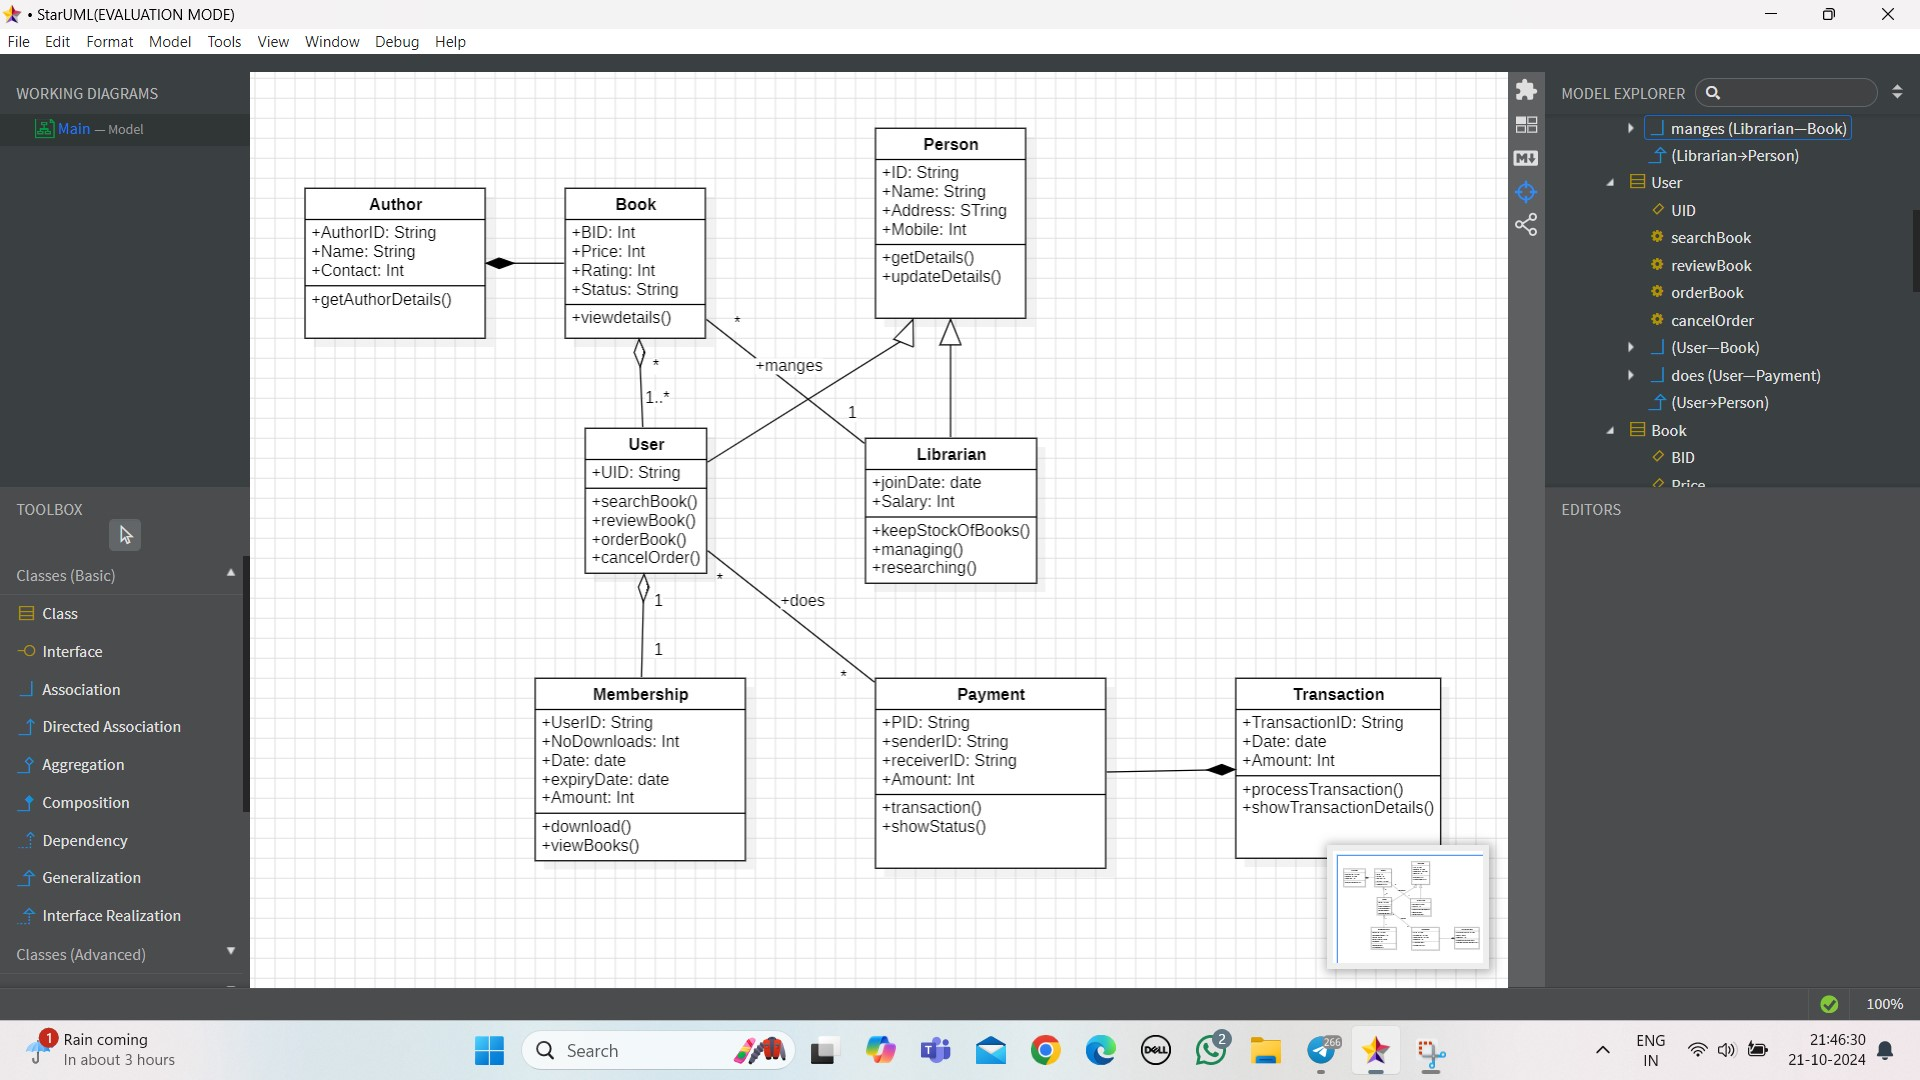 • StarUML(EVALUATION MODE)
File Edit Format Model Tools View Window Debug Help
WORKING DIAGRAMS
Main — Model
TOOLBOX
Classes (Basic)
Class
Interface
Association
Directed Association
Aggregation
Composition
Dependency
Generalization
Interface Realization
Classes (Advanced)
Author
+AuthorID: String
+Name: String
+Contact: Int
+getAuthorDetails()
Book
+BID: Int
+Price: Int
+Rating: Int
+Status: String
+viewdetails()
Person
+ID: String
+Name: String
+Address: STring
+Mobile: Int
+getDetails()
+updateDetails()
*
+manges
1
*
1..*
User
+UID: String
+searchBook()
+reviewBook()
+orderBook()
+cancelOrder()
Librarian
+joinDate: date
+Salary: Int
+keepStockOfBooks()
+managing()
+researching()
1
1
*
+does
*
Membership
+UserID: String
+NoDownloads: Int
+Date: date
+expiryDate: date
+Amount: Int
+download()
+viewBooks()
Payment
+PID: String
+senderID: String
+receiverID: String
+Amount: Int
+transaction()
+showStatus()
Transaction
+TransactionID: String
+Date: date
+Amount: Int
+processTransaction()
+showTransactionDetails()
MODEL EXPLORER
manges (Librarian—Book)
(Librarian→Person)
User
UID
searchBook
reviewBook
orderBook
cancelOrder
(User—Book)
does (User—Payment)
(User→Person)
Book
BID
Price
EDITORS
100%
1
Rain coming
In about 3 hours
Search
DELL
2
266
ENG
IN
21:46:30
21-10-2024